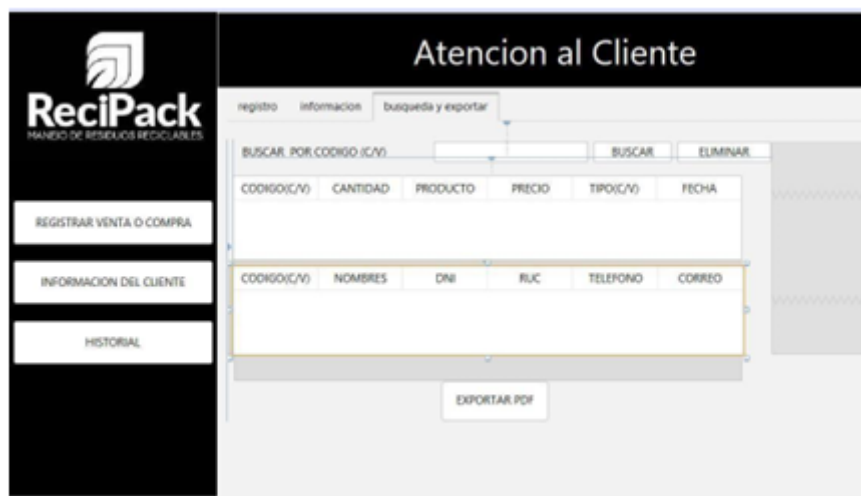 Atencion al Cliente
ReciPack
MANEJO DE RESIDUOS RECICLABLES
registro informacion busqueda y exportar
BUSCAR POR CODIGO (C/V) BUSCAR ELIMINAR
CODIGO(C/V) CANTIDAD PRODUCTO PRECIO TIPO(C/V) FECHA
REGISTRAR VENTA O COMPRA
CODIGO(C/V) NOMBRES DNI RUC TELEFONO CORREO
INFORMACION DEL CLIENTE
HISTORIAL
EXPORTAR PDF